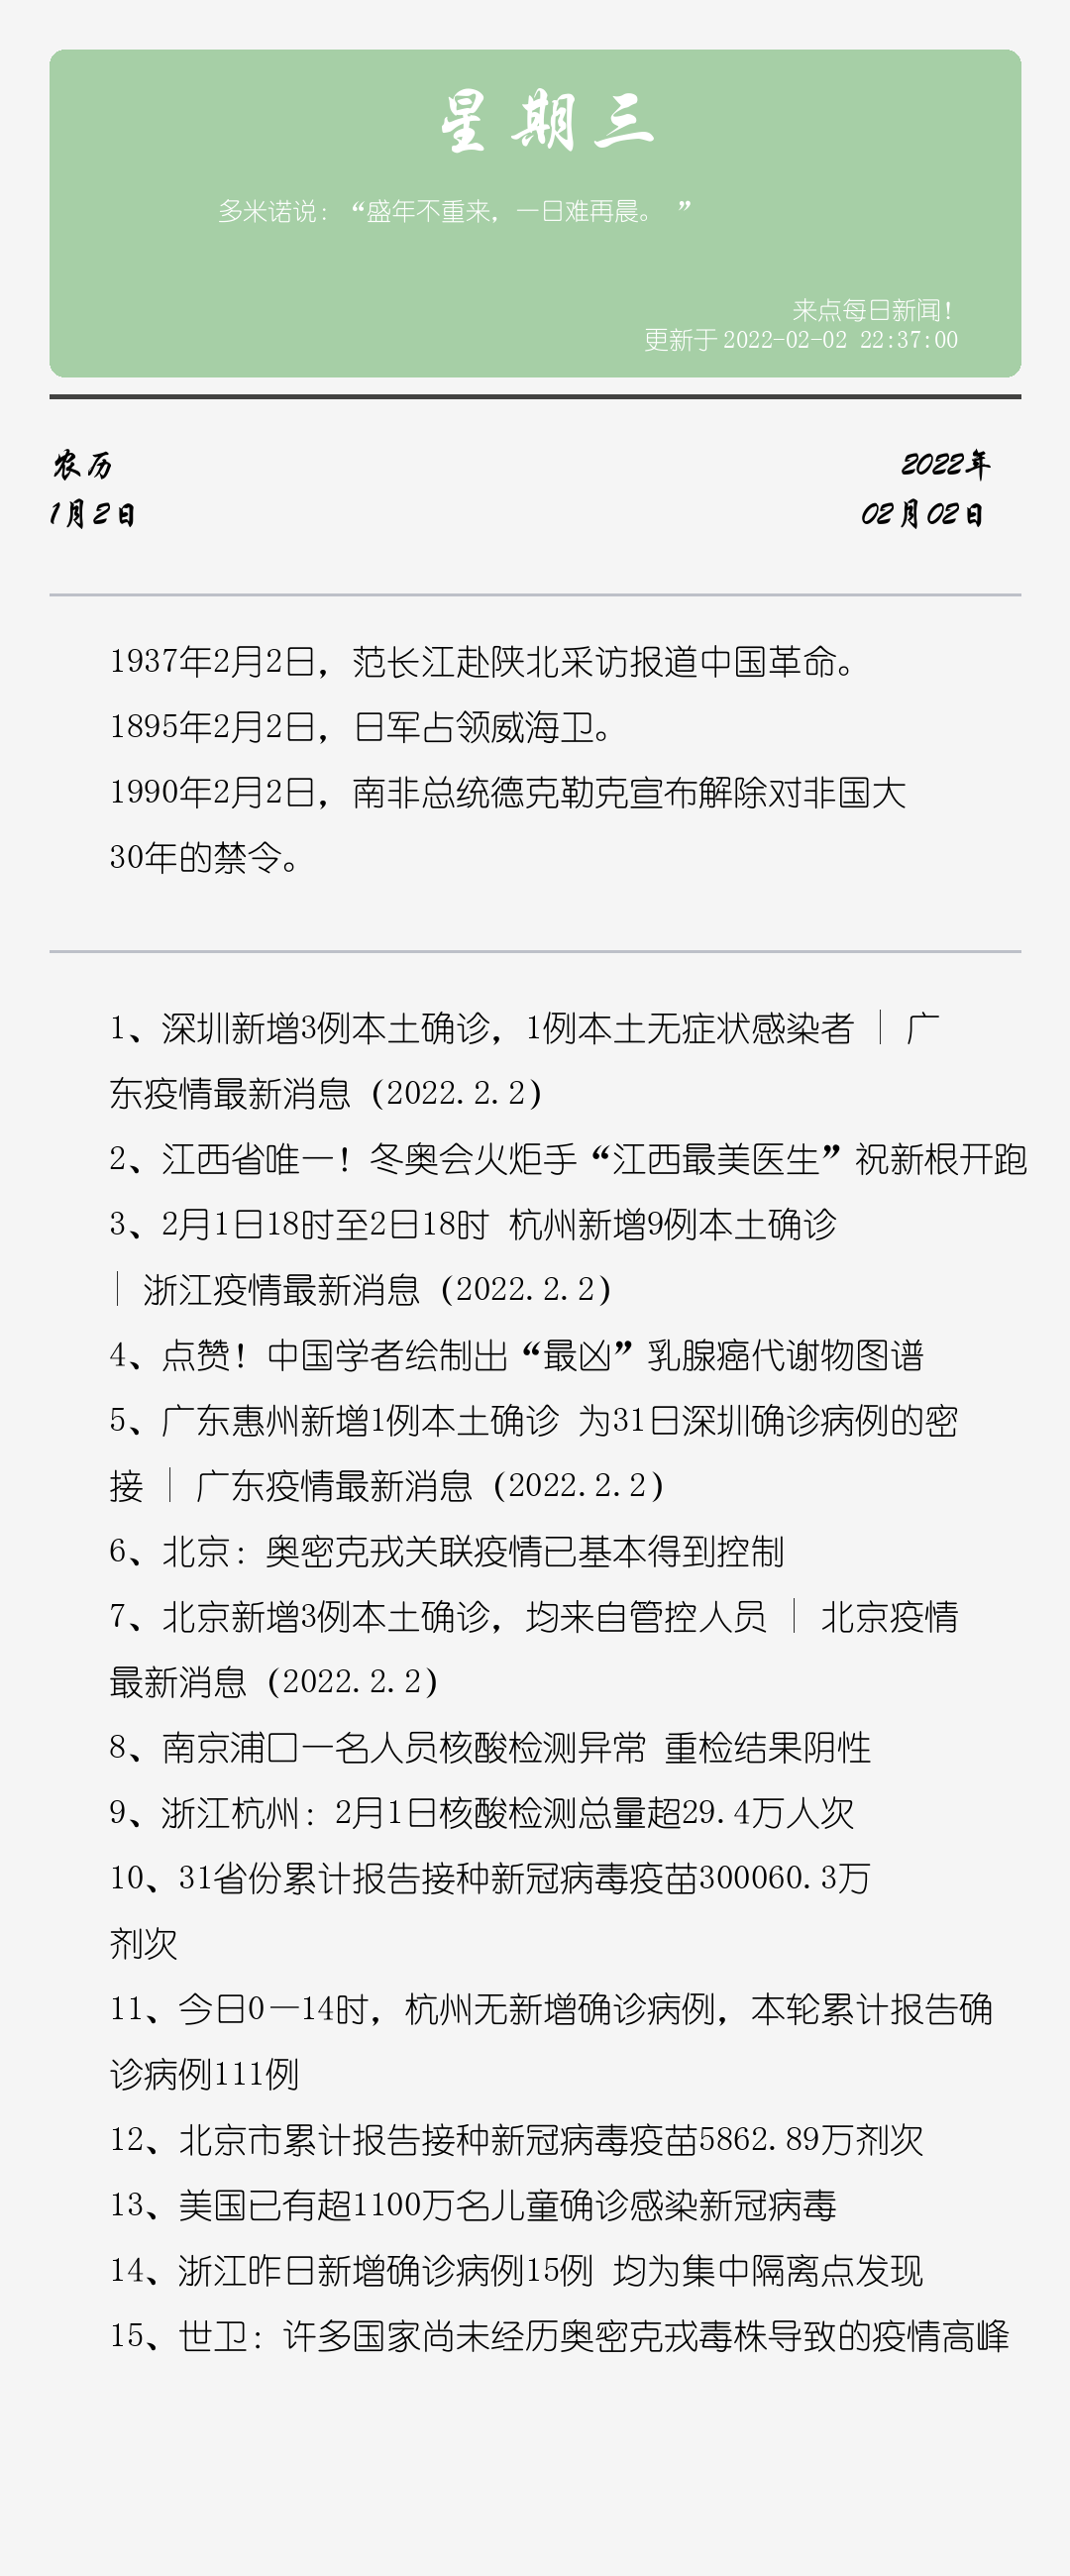 星期三
多米诺说：“盛年不重来，一日难再晨。 ”
来点每日新闻！
更新于 2022-02-02 22:37:00
农历
2022年
1月2日
02月02日
1937年2月2日，范长江赴陕北采访报道中国革命。
1895年2月2日，日军占领威海卫。
1990年2月2日，南非总统德克勒克宣布解除对非国大
30年的禁令。
1、深圳新增3例本土确诊，1例本土无症状感染者 | 广
东疫情最新消息（2022.2.2）
2、江西省唯一！冬奥会火炬手“江西最美医生”祝新根开跑
3、2月1日18时至2日18时 杭州新增9例本土确诊
| 浙江疫情最新消息（2022.2.2）
4、点赞！中国学者绘制出“最凶”乳腺癌代谢物图谱
5、广东惠州新增1例本土确诊 为31日深圳确诊病例的密
接 | 广东疫情最新消息（2022.2.2）
6、北京：奥密克戎关联疫情已基本得到控制
7、北京新增3例本土确诊，均来自管控人员 | 北京疫情
最新消息（2022.2.2）
8、南京浦口一名人员核酸检测异常 重检结果阴性
9、浙江杭州：2月1日核酸检测总量超29.4万人次
10、31省份累计报告接种新冠病毒疫苗300060.3万
剂次
11、今日0—14时，杭州无新增确诊病例，本轮累计报告确
诊病例111例
12、北京市累计报告接种新冠病毒疫苗5862.89万剂次
13、美国已有超1100万名儿童确诊感染新冠病毒
14、浙江昨日新增确诊病例15例 均为集中隔离点发现
15、世卫：许多国家尚未经历奥密克戎毒株导致的疫情高峰